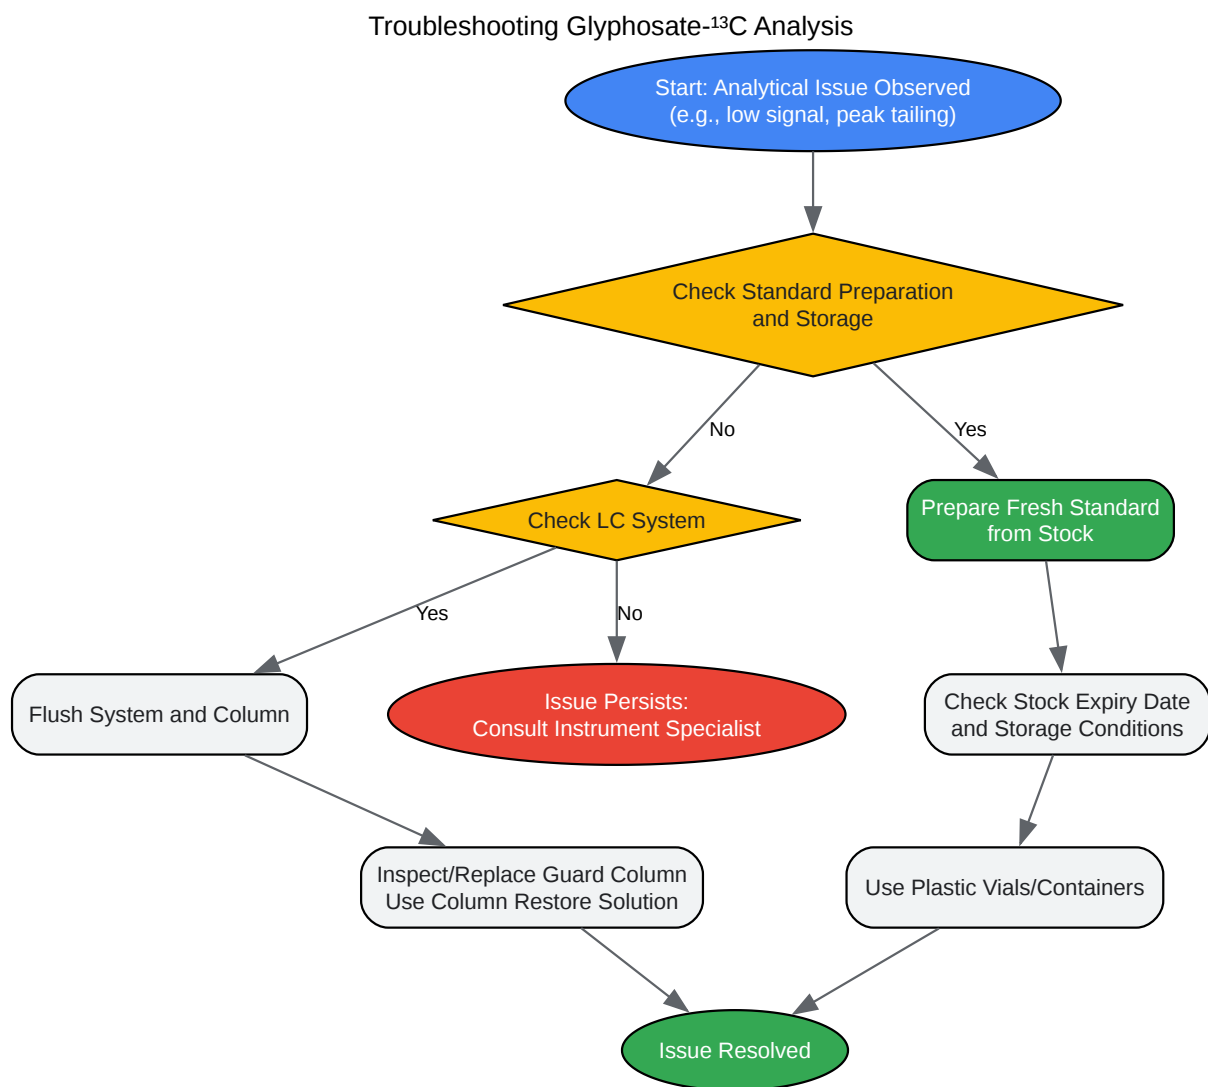 Troubleshooting Glyphosate-¹³C Analysis
Start: Analytical Issue Observed
(e.g., low signal, peak tailing)
Check Standard Preparation
and Storage
No
Yes
Check LC System
Prepare Fresh Standard
from Stock
Yes
No
Flush System and Column
Issue Persists:
Consult Instrument Specialist
Check Stock Expiry Date
and Storage Conditions
Inspect/Replace Guard Column
Use Column Restore Solution
Use Plastic Vials/Containers
Issue Resolved